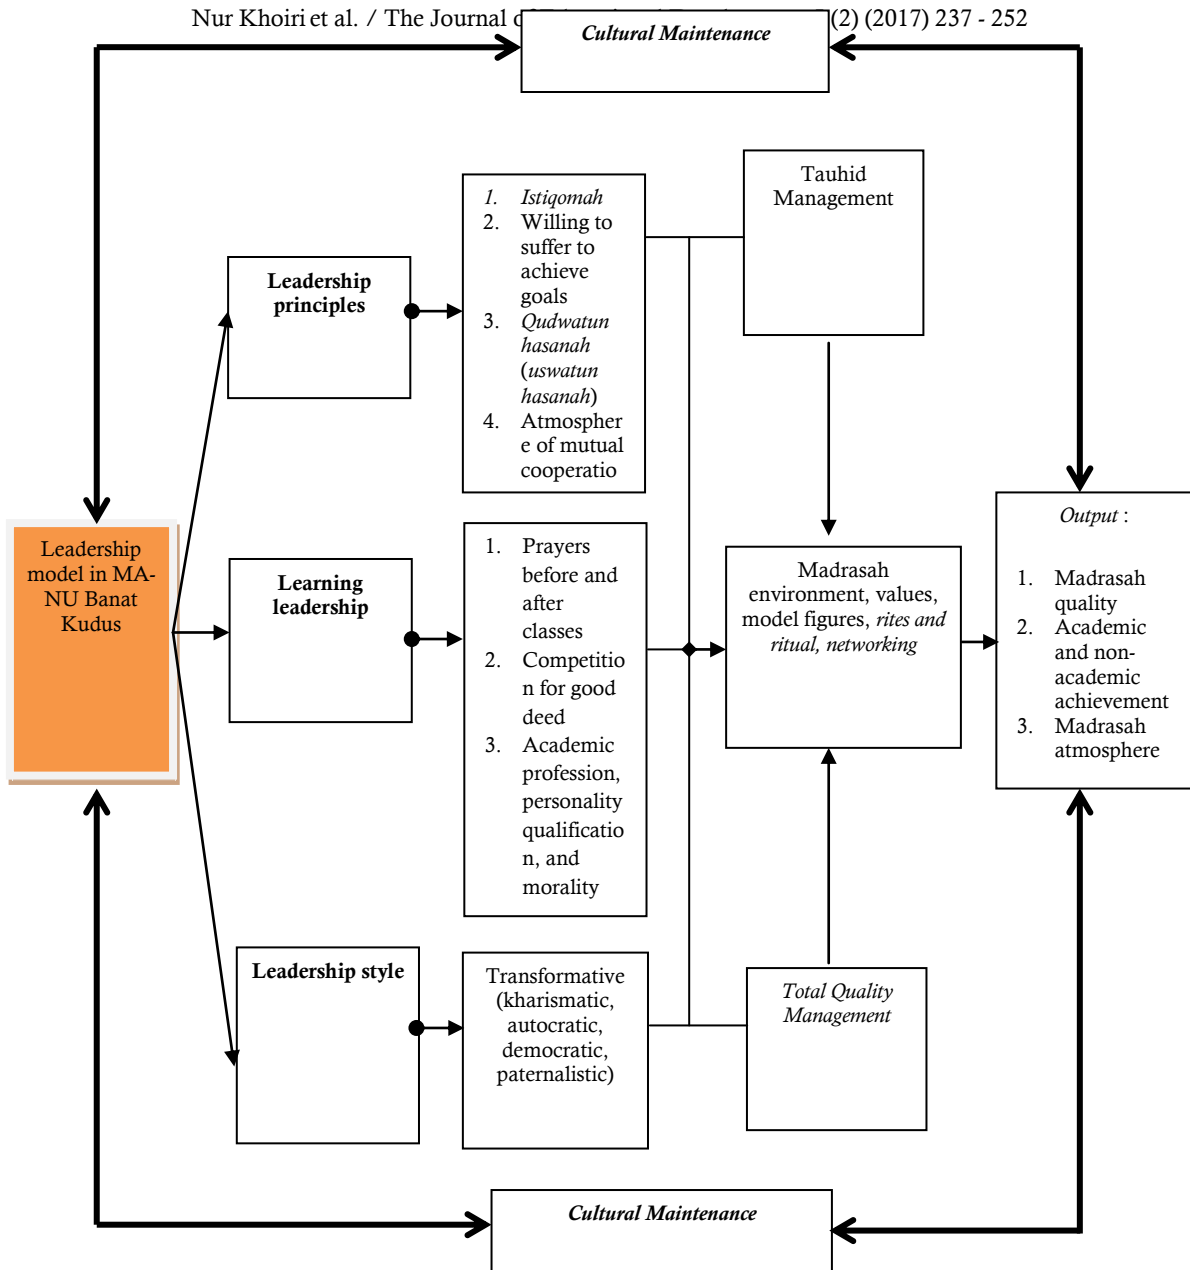 Nur Khoiri et al. / The Journal (2) (2017) 237 - 252
Cultural Maintenance
Leadership
model in MA-
NU Banat
Kudus
Leadership
principles
1. Istiqomah
2. Willing to
suffer to
achieve
goals
3. Qudwatun
hasanah
(uswatun
hasanah)
4. Atmospher
e of mutual
cooperatio
Tauhid
Management
Learning
leadership
1. Prayers
before and
after
classes
2. Competitio
n for good
deed
3. Academic
profession,
personality
qualificatio
n, and
morality
Madrasah
environment, values,
model figures, rites and
ritual, networking
Output :
1. Madrasah
quality
2. Academic
and non-
academic
achievement
3. Madrasah
atmosphere
Leadership style
Transformative
(kharismatic,
autocratic,
democratic,
paternalistic)
Total Quality
Management
Cultural Maintenance